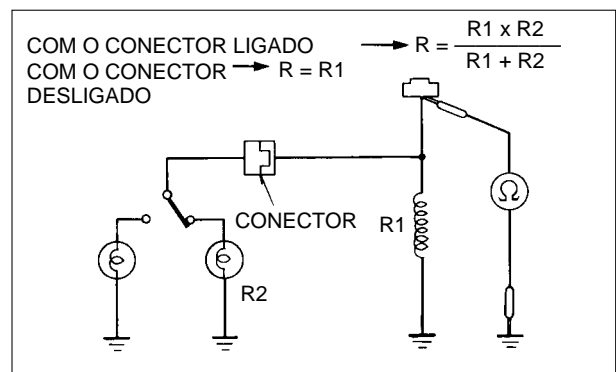 COM O CONECTOR LIGADO → R = R1 x R2 / R1 + R2
COM O CONECTOR → R = R1
DESLIGADO
Ω
CONECTOR
R1
R2